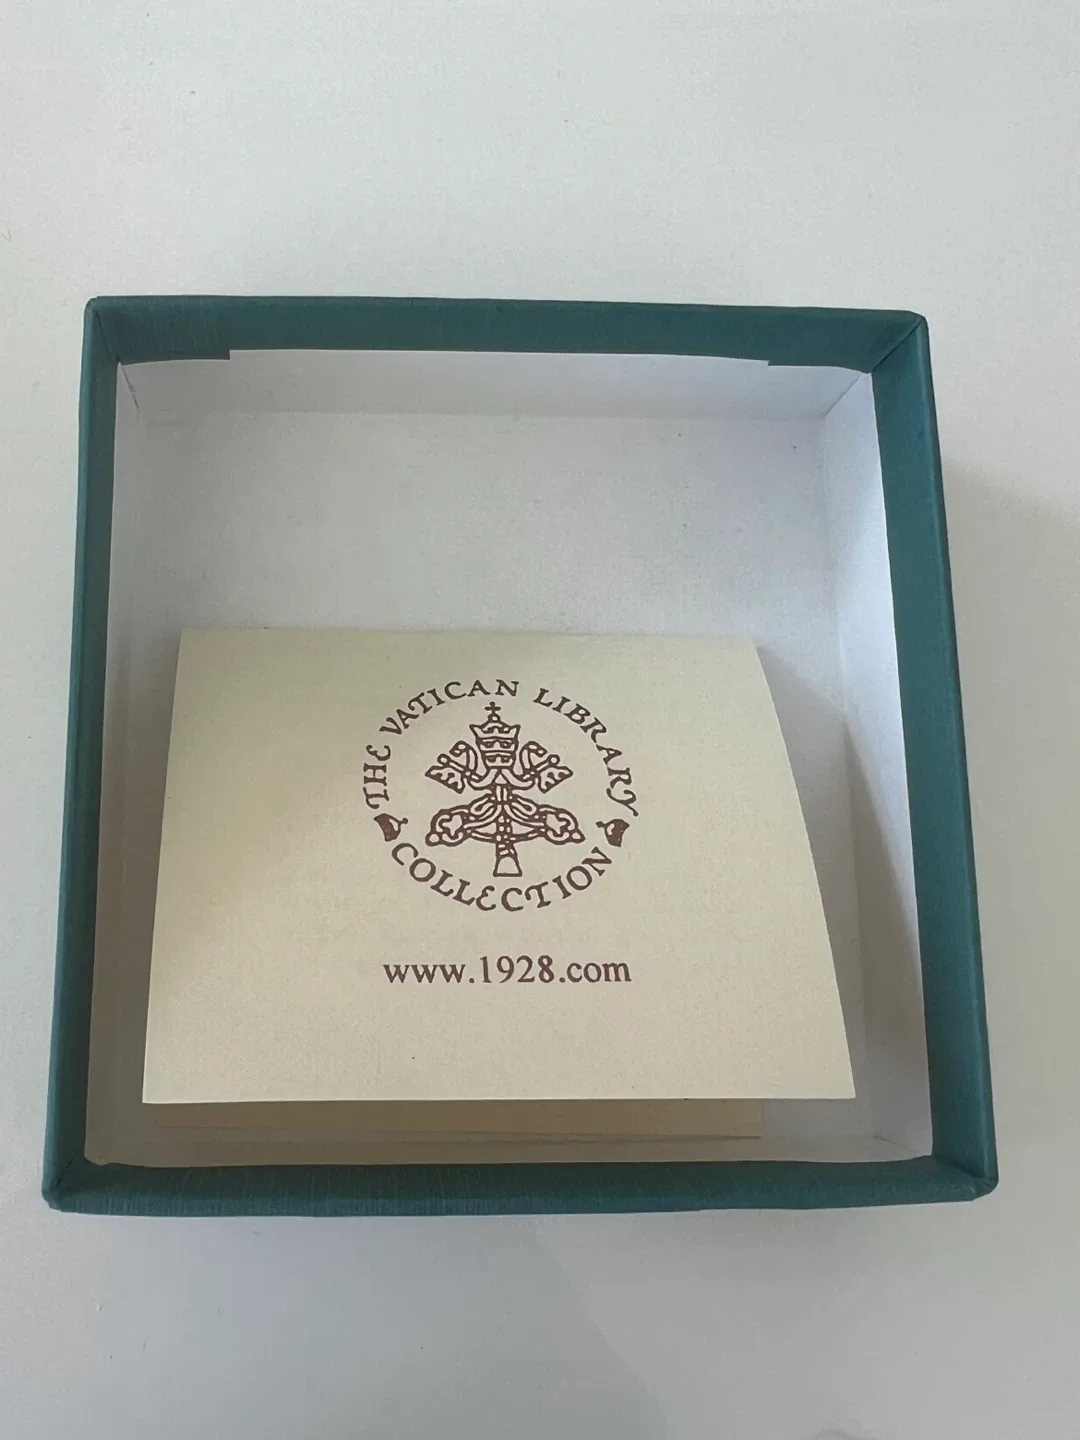 THE VATICAN LIBRARY
COLLECTION
www.1928.com